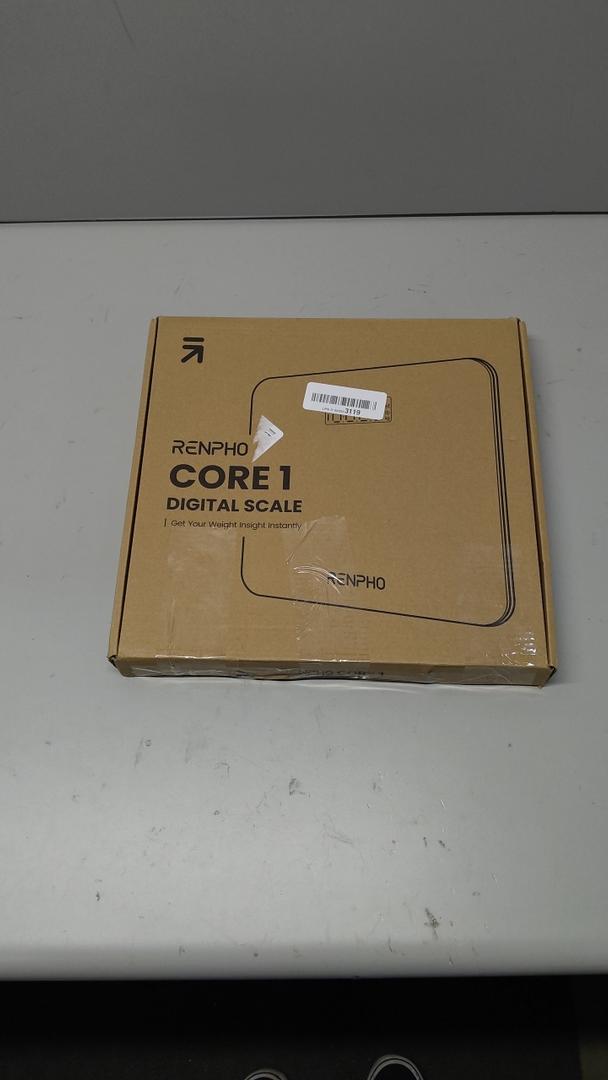 3119
RENPHO
CORE 1
DIGITAL SCALE
Get Your Weight Insight Instantly
RENPHO